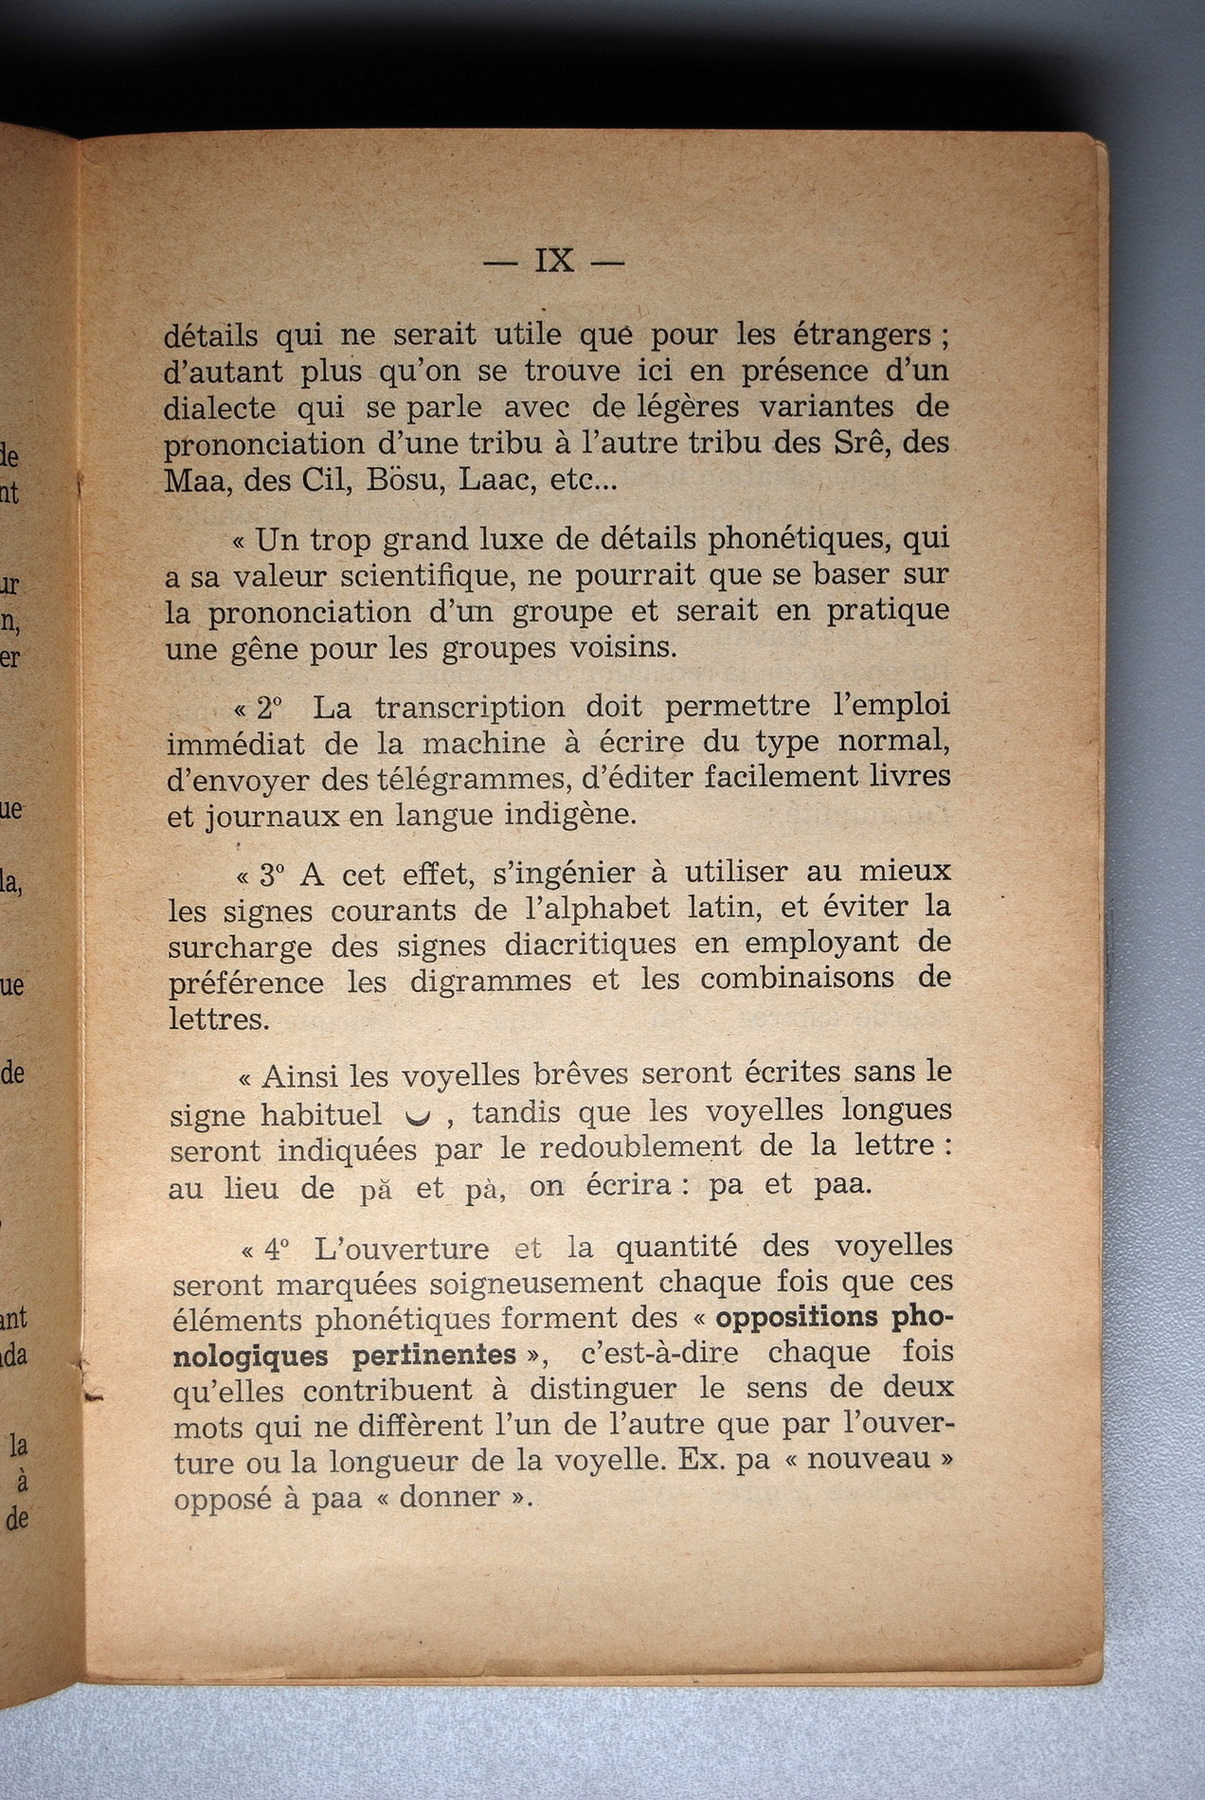 — IX —
détails qui ne serait utile que pour les étrangers ;
d'autant plus qu'on se trouve ici en présence d'un
dialecte qui se parle avec de légères variantes de
prononciation d'une tribu à l'autre tribu des Srê, des
Maa, des Cil, Bösu, Laac, etc...
« Un trop grand luxe de détails phonétiques, qui
a sa valeur scientifique, ne pourrait que se baser sur
la prononciation d'un groupe et serait en pratique
une gêne pour les groupes voisins.
« 2° La transcription doit permettre l'emploi
immédiat de la machine à écrire du type normal,
d'envoyer des télégrammes, d'éditer facilement livres
et journaux en langue indigène.
« 3° A cet effet, s'ingénier à utiliser au mieux
les signes courants de l'alphabet latin, et éviter la
surcharge des signes diacritiques en employant de
préférence les digrammes et les combinaisons de
lettres.
« Ainsi les voyelles brêves seront écrites sans le
signe habituel ◡ , tandis que les voyelles longues
seront indiquées par le redoublement de la lettre :
au lieu de pă et pà, on écrira : pa et paa.
« 4° L'ouverture et la quantité des voyelles
seront marquées soigneusement chaque fois que ces
éléments phonétiques forment des « oppositions pho-
nologiques pertinentes », c'est-à-dire chaque fois
qu'elles contribuent à distinguer le sens de deux
mots qui ne diffèrent l'un de l'autre que par l'ouver-
ture ou la longueur de la voyelle. Ex. pa « nouveau »
opposé à paa « donner ».